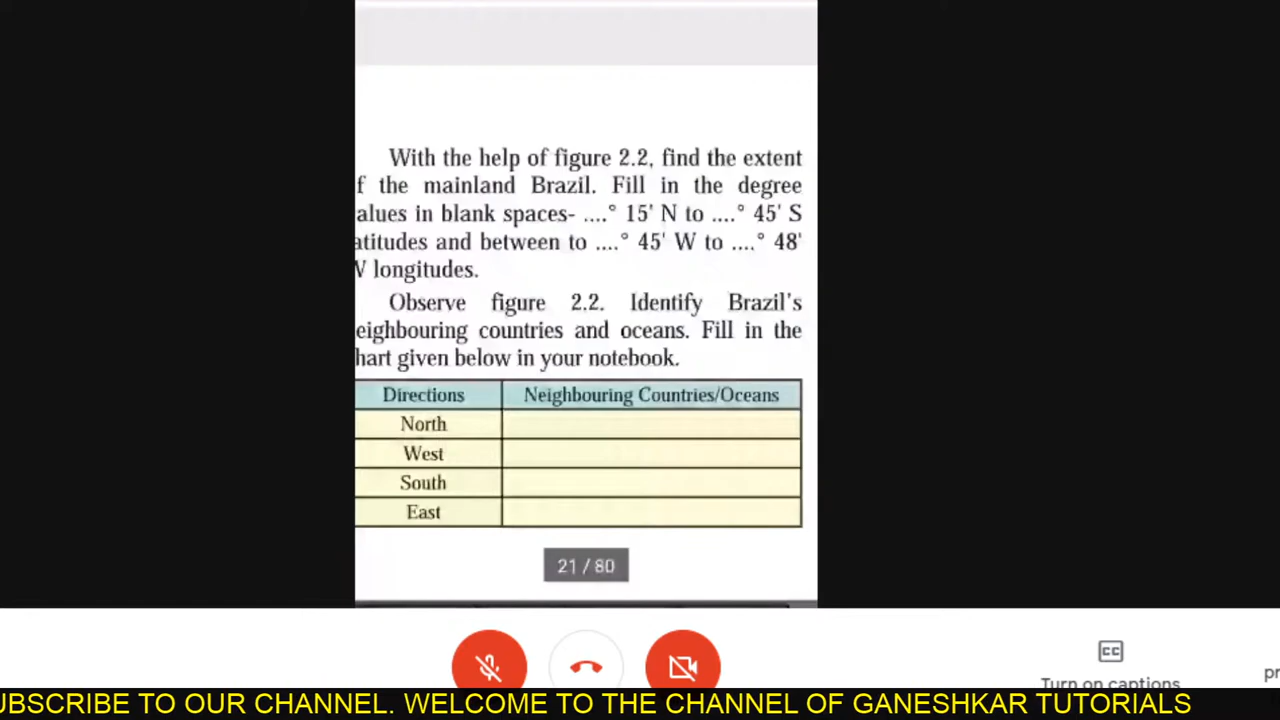 With the help of figure 2.2, find the extent
f the mainland Brazil. Fill in the degree
alues in blank spaces- ....° 15' N to ....° 45' S
atitudes and between to ....° 45' W to ....° 48'
W longitudes.
Observe figure 2.2. Identify Brazil's
eighbouring countries and oceans. Fill in the
hart given below in your notebook.
Directions Neighbouring Countries/Oceans
North
West
South
East
21 / 80
CC
Turn on captions
pr
UBSCRIBE TO OUR CHANNEL. WELCOME TO THE CHANNEL OF GANESHKAR TUTORIALS